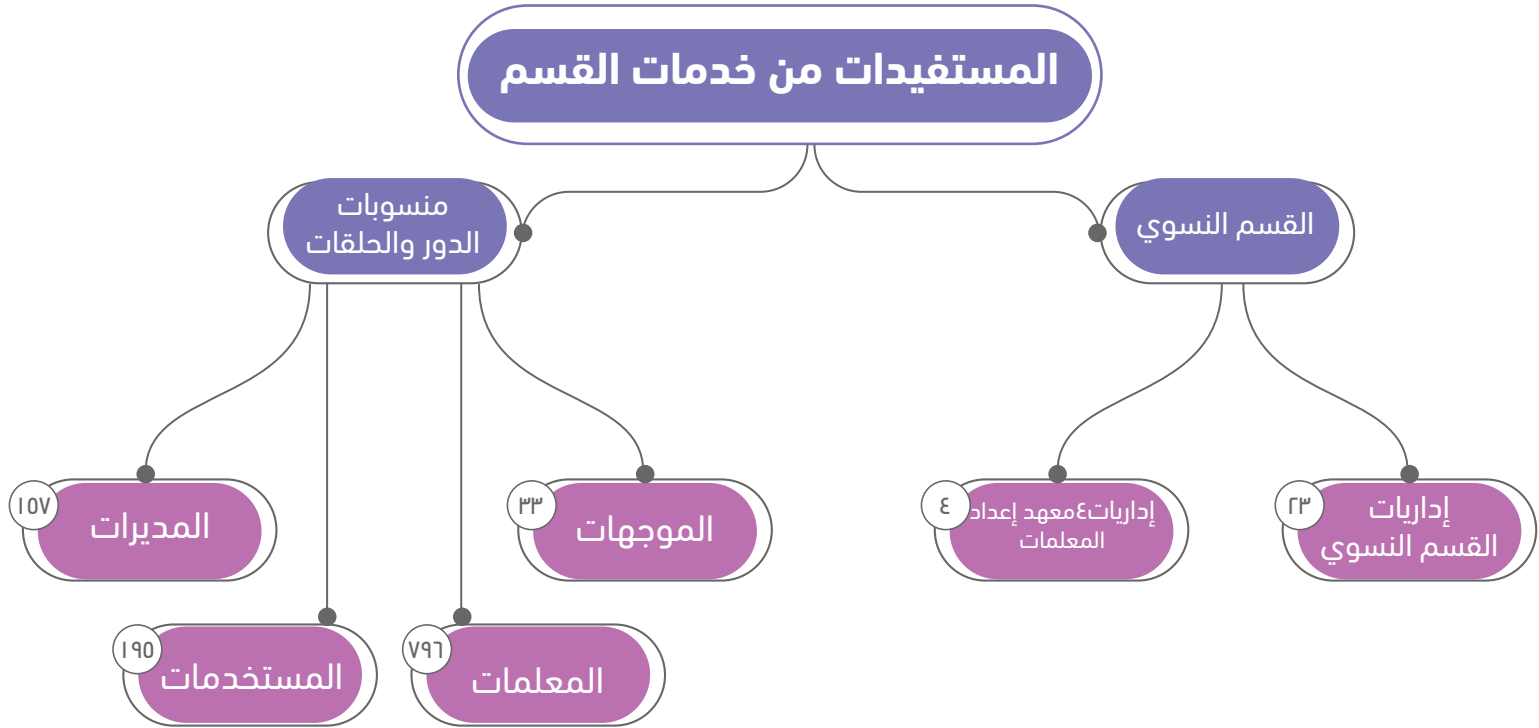 المستفيدات من خدمات القسم
القسم النسوي
منسوبات
الدور والحلقات
إداريات
القسم النسوي
٢٣
إداريات٤معهد إعداد
المعلمات
٤
الموجهات
٣٣
المديرات
١٥٧
المعلمات
٧٩٦
المستخدمات
١٩٥